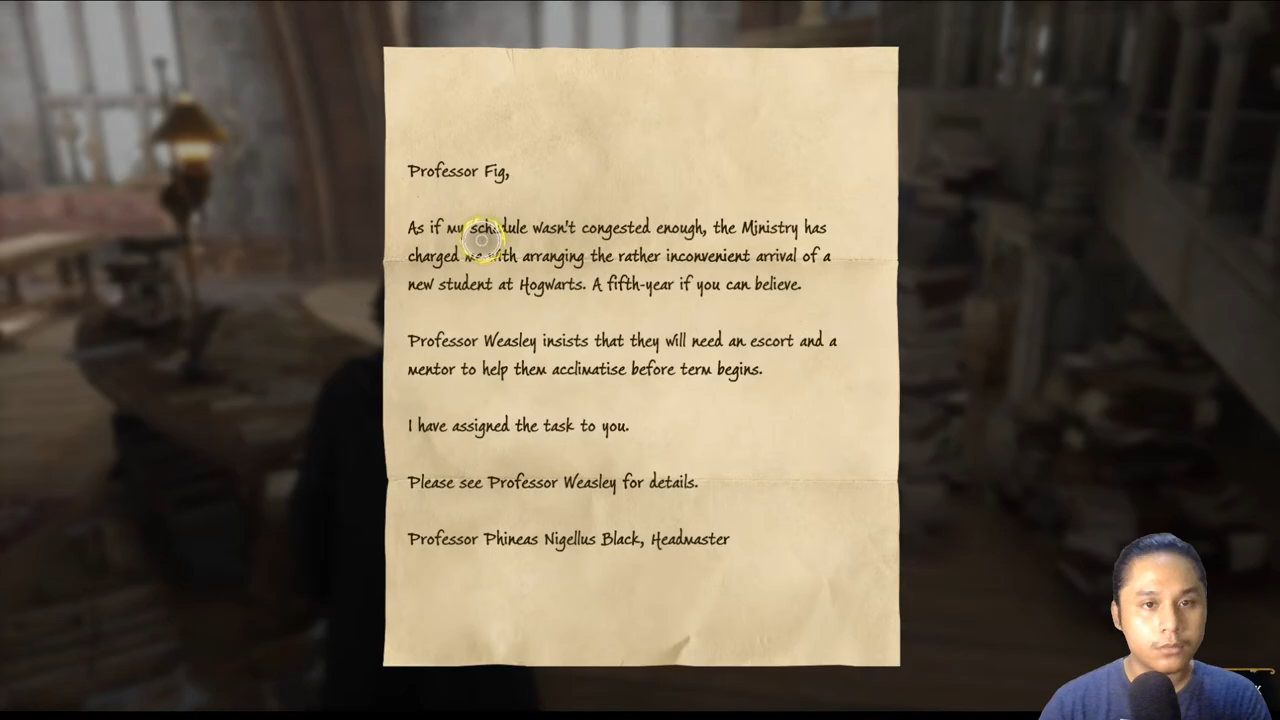 Professor Fig,
As if my schedule wasn't congested enough, the Ministry has
charged me with arranging the rather inconvenient arrival of a
new student at Hogwarts. A fifth-year if you can believe.
Professor Weasley insists that they will need an escort and a
mentor to help them acclimatise before term begins.
I have assigned the task to you.
Please see Professor Weasley for details.
Professor Phineas Nigellus Black, Headmaster